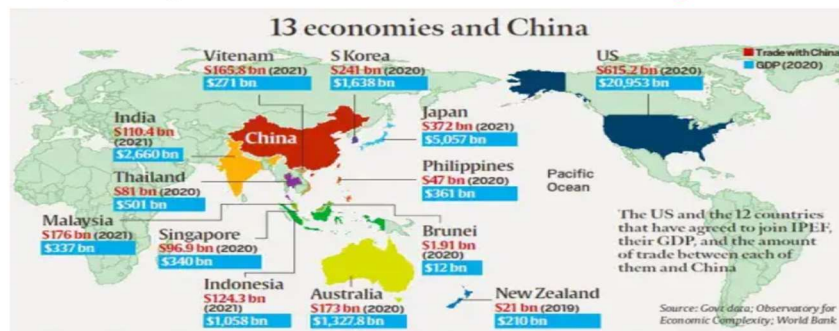 13 economies and China
Vitenam
$165.8 bn (2021)
$271 bn
S Korea
$241 bn (2020)
$1,638 bn
US
$615.2 bn (2020)
$20,953 bn
Trade with China
GDP (2020)
India
$110.4 bn
(2021)
$2,660 bn
China
Japan
$372 bn (2021)
$5,057 bn
Thailand
$81 bn (2020)
$501 bn
Philippines
$47 bn (2020)
$361 bn
Pacific
Ocean
Malaysia
$176 bn (2021)
$337 bn
Singapore
$96.9 bn (2020)
$340 bn
Brunei
$1.91 bn
(2020)
$12 bn
The US and the 12 countries
that have agreed to join IPEF,
their GDP, and the amount
of trade between each of
them and China
Indonesia
$124.3 bn
(2021)
$1,058 bn
Australia
$173 bn (2020)
$1,327.8 bn
New Zealand
$21 bn (2019)
$210 bn
Source: Govt data; Observatory for
Economic Complexity; World Bank